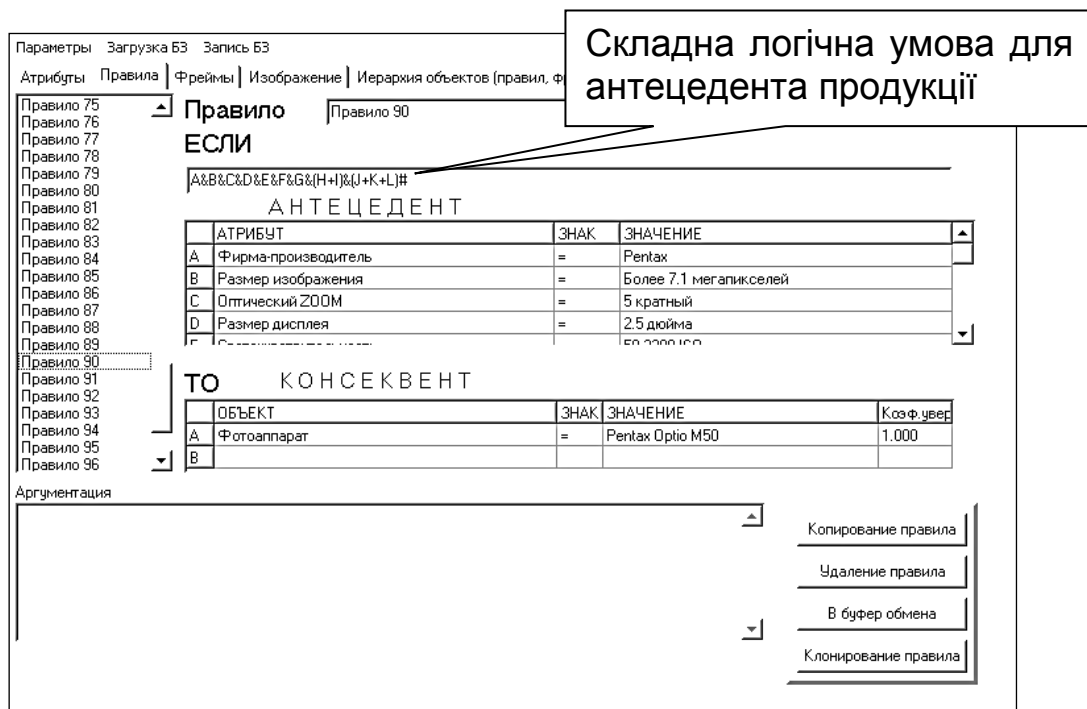 Складна логічна умова для
антецедента продукції
Параметры Загрузка БЗ Запись БЗ
Атрибуты Правила Фреймы Изображение Иерархия объектов (правил,
Правило 75
Правило 76
Правило 77
Правило 78
Правило 79
Правило 80
Правило 81
Правило 82
Правило 83
Правило 84
Правило 85
Правило 86
Правило 87
Правило 88
Правило 89
Правило 90
Правило 91
Правило 92
Правило 93
Правило 94
Правило 95
Правило 96
Правило Правило 90
ЕСЛИ
A&B&C&D&E&F&G&(H+I)&(J+K+L)#
АНТЕЦЕДЕНТ
АТРИБУТ ЗНАК ЗНАЧЕНИЕ
A Фирма-производитель = Pentax
B Размер изображения = Более 7.1 мегапикселей
C Оптический ZOOM = 5 кратный
D Размер дисплея = 2.5 дюйма
ТО КОНСЕКВЕНТ
ОБЪЕКТ ЗНАК ЗНАЧЕНИЕ Коэф.увер
A Фотоаппарат = Pentax Optio M50 1.000
B
Аргументация
Копирование правила
Удаление правила
В буфер обмена
Клонирование правила